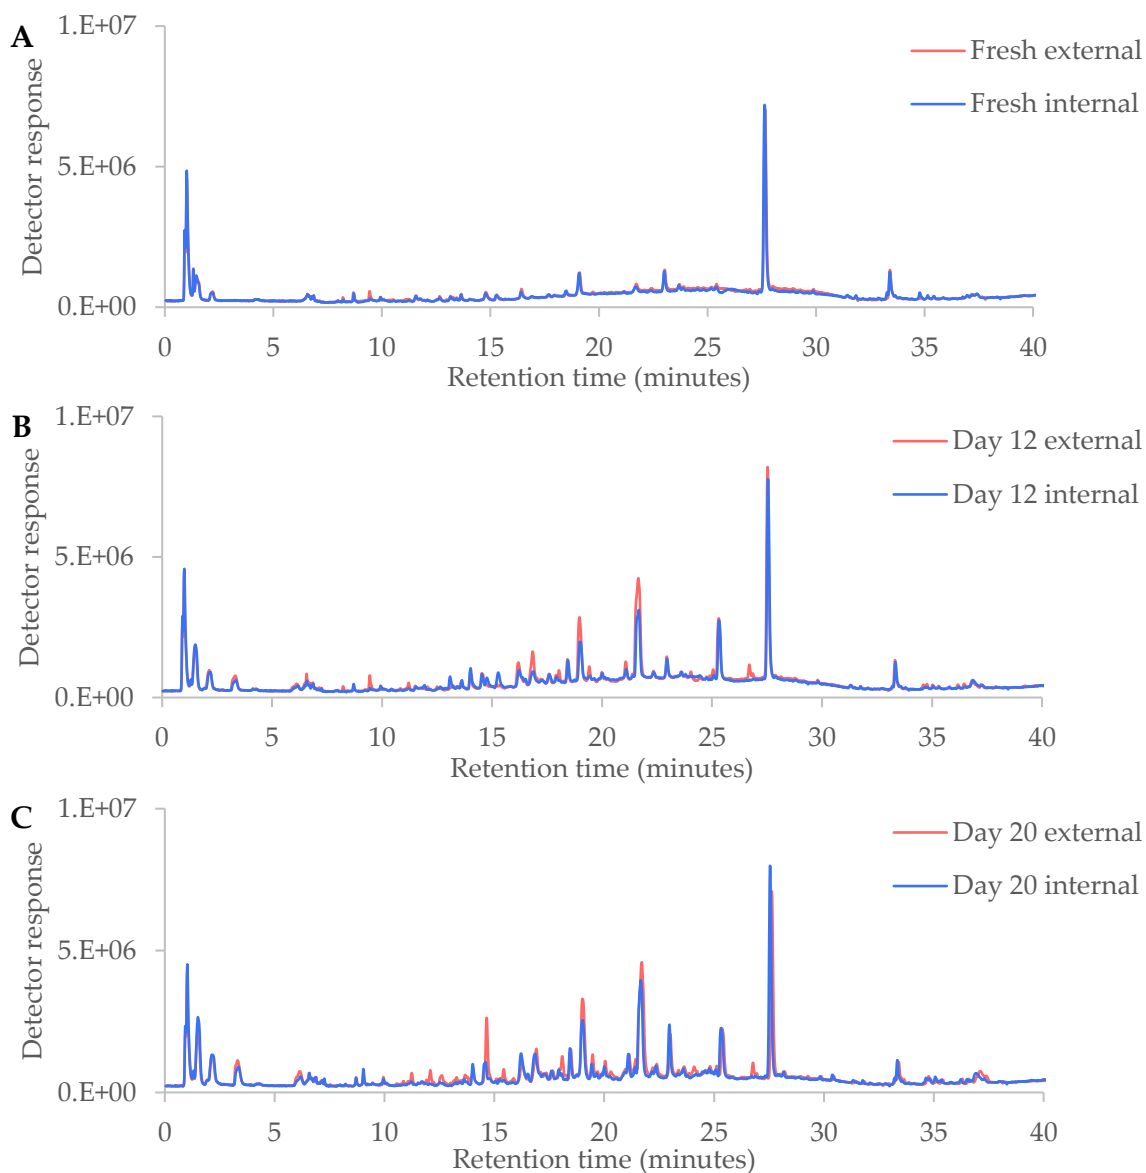 A
Detector response
1.E+07
5.E+06
0.E+00
Fresh external
Fresh internal
0 5 10 15 20 25 30 35 40
Retention time (minutes)
B
Detector response
1.E+07
5.E+06
0.E+00
Day 12 external
Day 12 internal
0 5 10 15 20 25 30 35 40
Retention time (minutes)
C
Detector response
1.E+07
5.E+06
0.E+00
Day 20 external
Day 20 internal
0 5 10 15 20 25 30 35 40
Retention time (minutes)